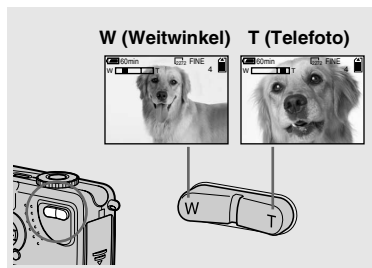 W (Weitwinkel) T (Telefoto)
60min FINE
4
W T
60min FINE
4
W T
W
T